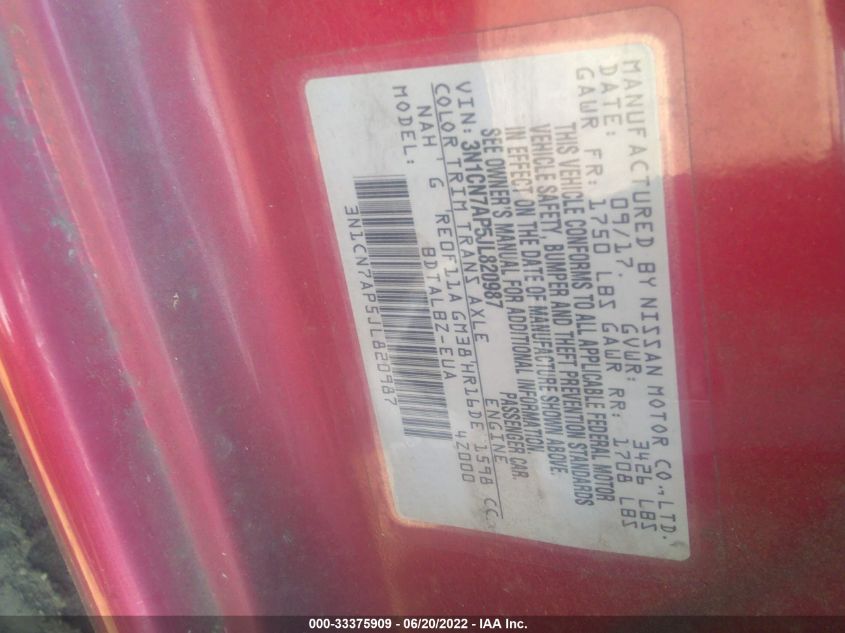 MANUFACTURED BY NISSAN MOTOR CO.,LTD.
DATE: 09/17. GVWR: 3426 LBS
GAWR FR: 1750 LBS GAWR RR: 1708 LBS
THIS VEHICLE CONFORMS TO ALL APPLICABLE FEDERAL MOTOR
VEHICLE SAFETY, BUMPER AND THEFT PREVENTION STANDARDS
IN EFFECT ON THE DATE OF MANUFACTURE SHOWN ABOVE.
SEE OWNER'S MANUAL FOR ADDITIONAL INFORMATION.
VIN: 3N1CN7AP5JL820987 PASSENGER CAR.
COLOR TRIM TRANS AXLE ENGINE
NAH ' G 'RE0F11A GM38'HR16DE 1598 CC
MODEL: BDTALBZ-EUA 4Z000
3N1CN7AP5JL820987
000-33375909 - 06/20/2022 - IAA Inc.